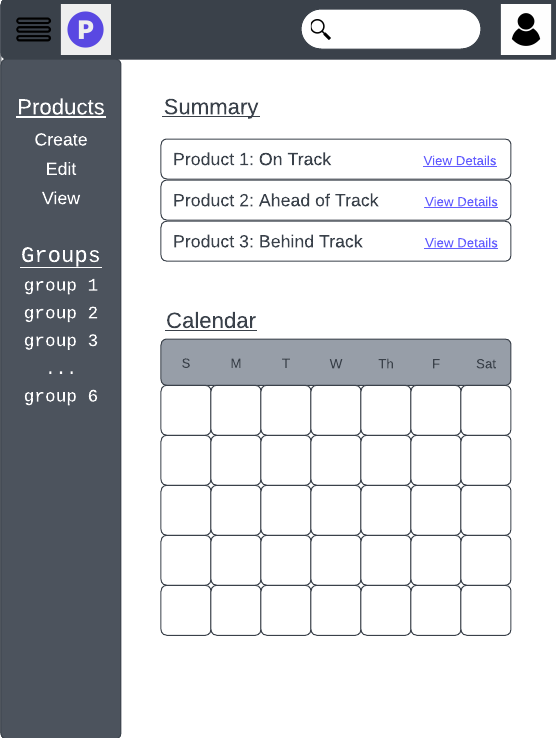 P
Products
Create
Edit
View
Groups
group 1
group 2
group 3
...
group 6
Summary
Product 1: On Track View Details
Product 2: Ahead of Track View Details
Product 3: Behind Track View Details
Calendar
S M T W Th F Sat